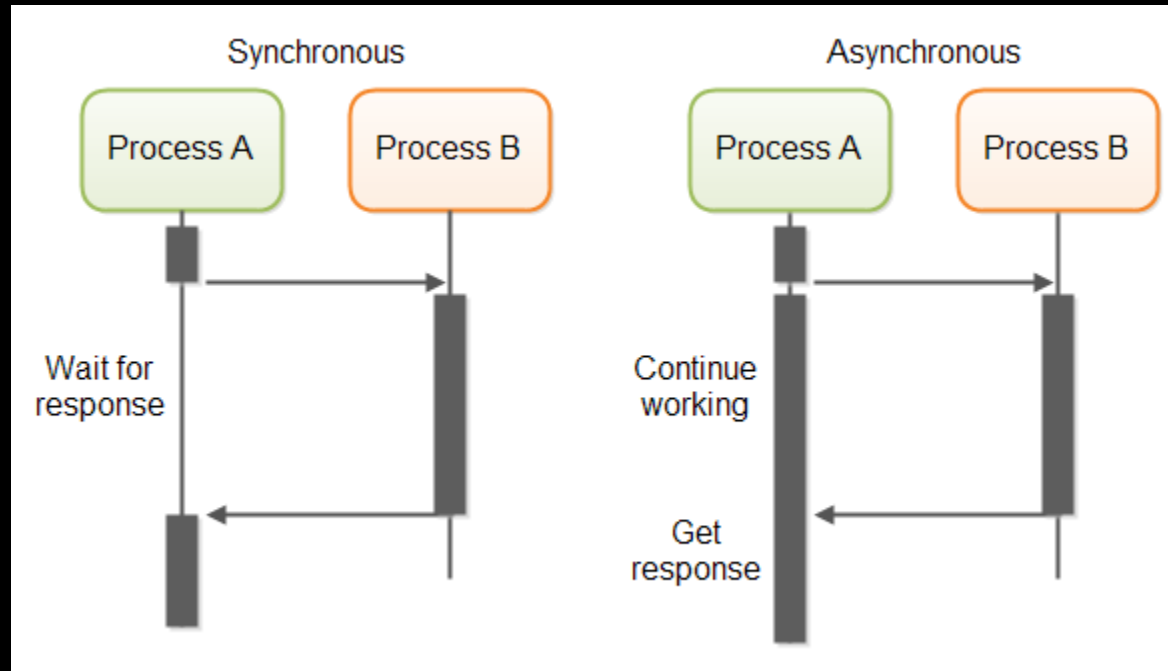 Synchronous
Process A
Process B
Wait for
response
Asynchronous
Process A
Process B
Continue
working
Get
response